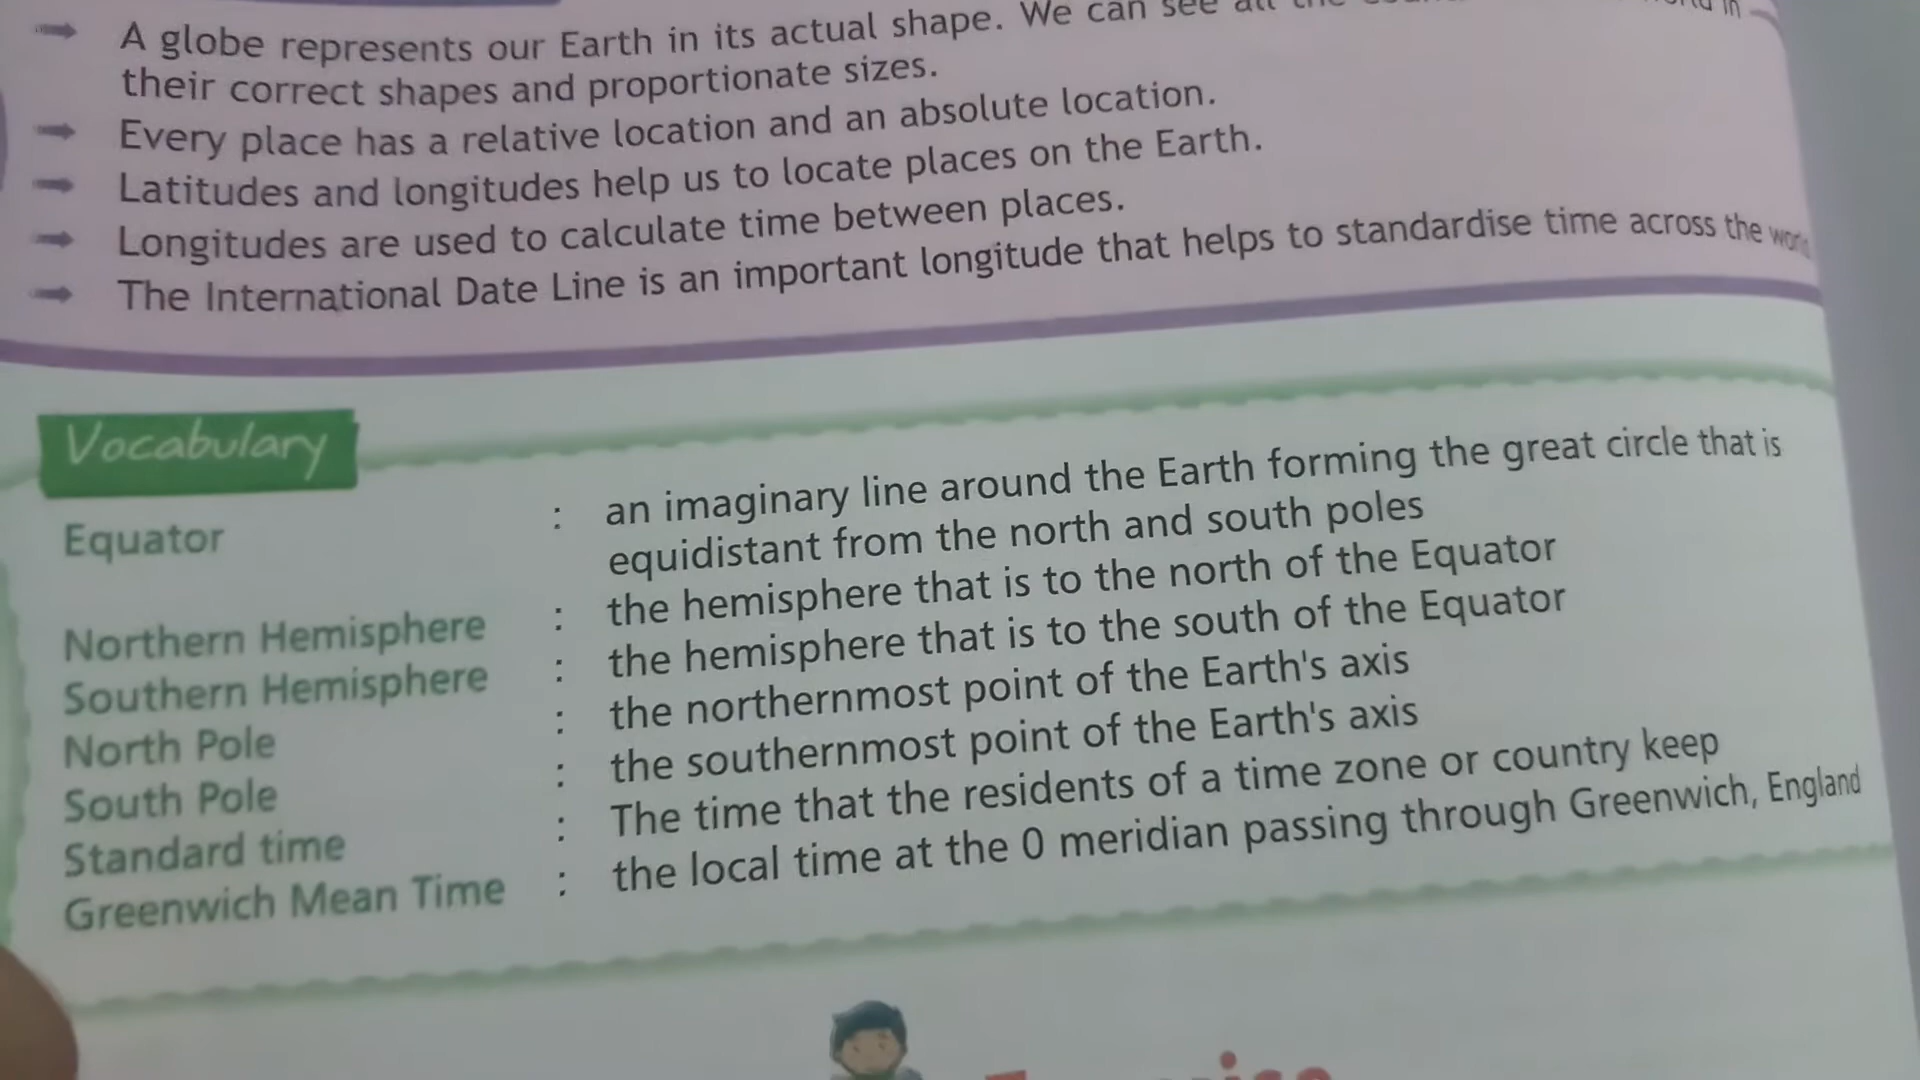 A globe represents our Earth in its actual shape. We can see all the in
their correct shapes and proportionate sizes.
Every place has a relative location and an absolute location.
Latitudes and longitudes help us to locate places on the Earth.
Longitudes are used to calculate time between places.
The International Date Line is an important longitude that helps to standardise time across the
Vocabulary
Equator : an imaginary line around the Earth forming the great circle that is
equidistant from the north and south poles
Northern Hemisphere : the hemisphere that is to the north of the Equator
Southern Hemisphere : the hemisphere that is to the south of the Equator
North Pole : the northernmost point of the Earth's axis
South Pole : the southernmost point of the Earth's axis
Standard time : The time that the residents of a time zone or country keep
Greenwich Mean Time : the local time at the 0 meridian passing through Greenwich, England